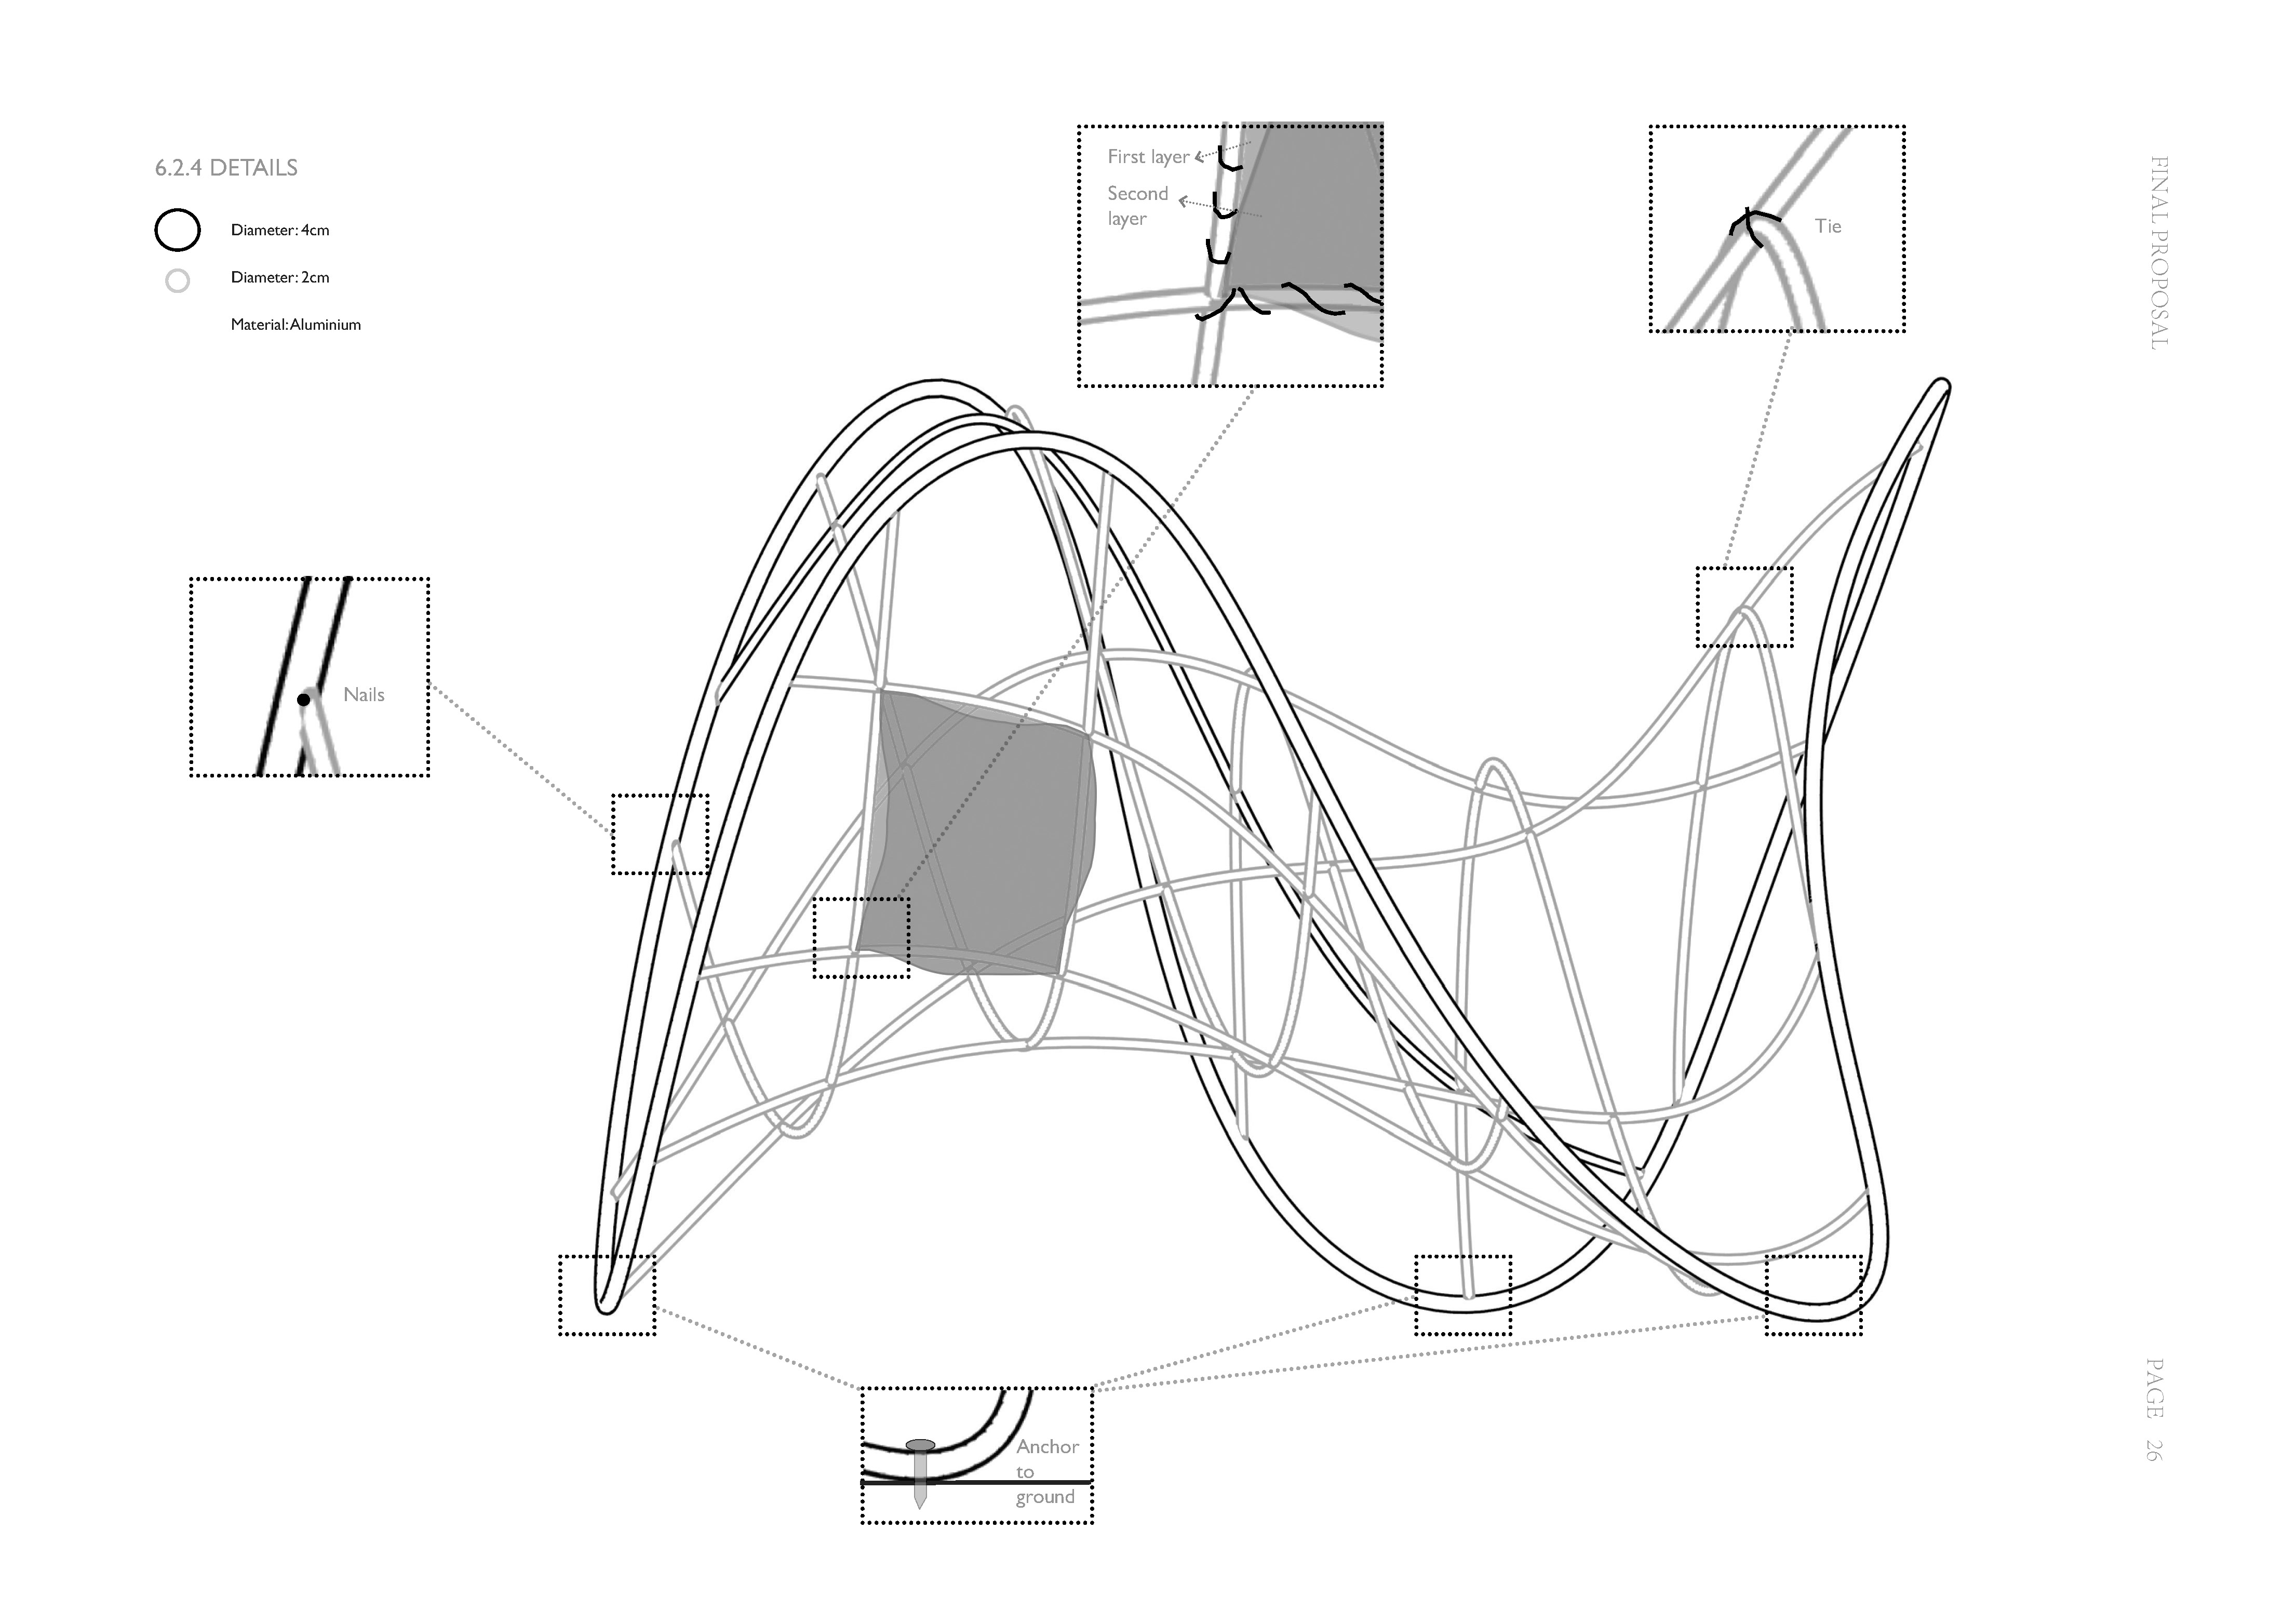 6.2.4 DETAILS
Diameter: 4cm
Diameter: 2cm
Material: Aluminium
First layer
Second
layer
Tie
Nails
Anchor
to
ground
FINAL PROPOSAL
PAGE 26